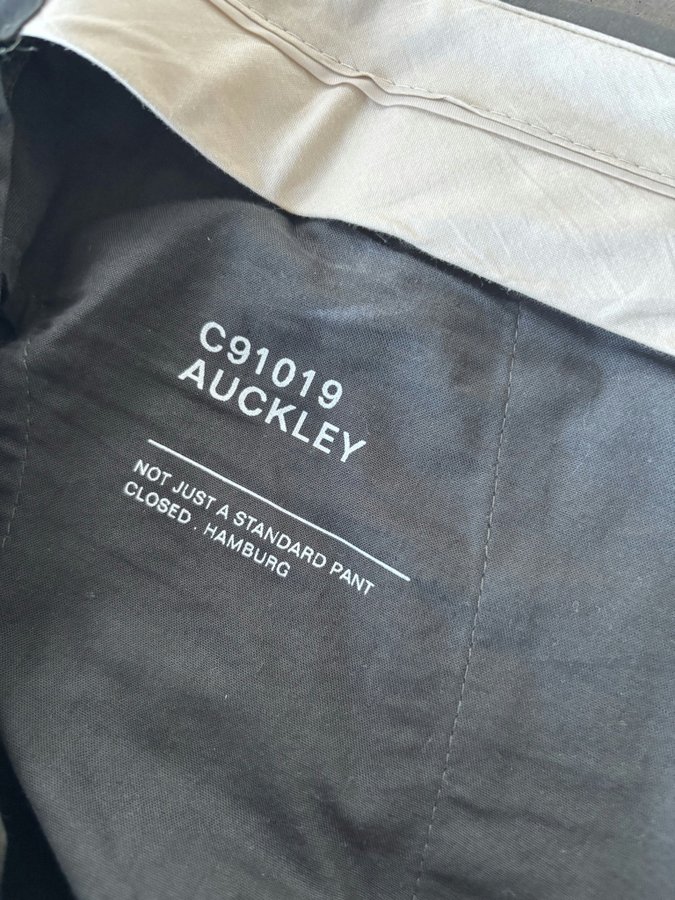 C91019
AUCKLEY
NOT JUST A STANDARD PANT
CLOSED . HAMBURG